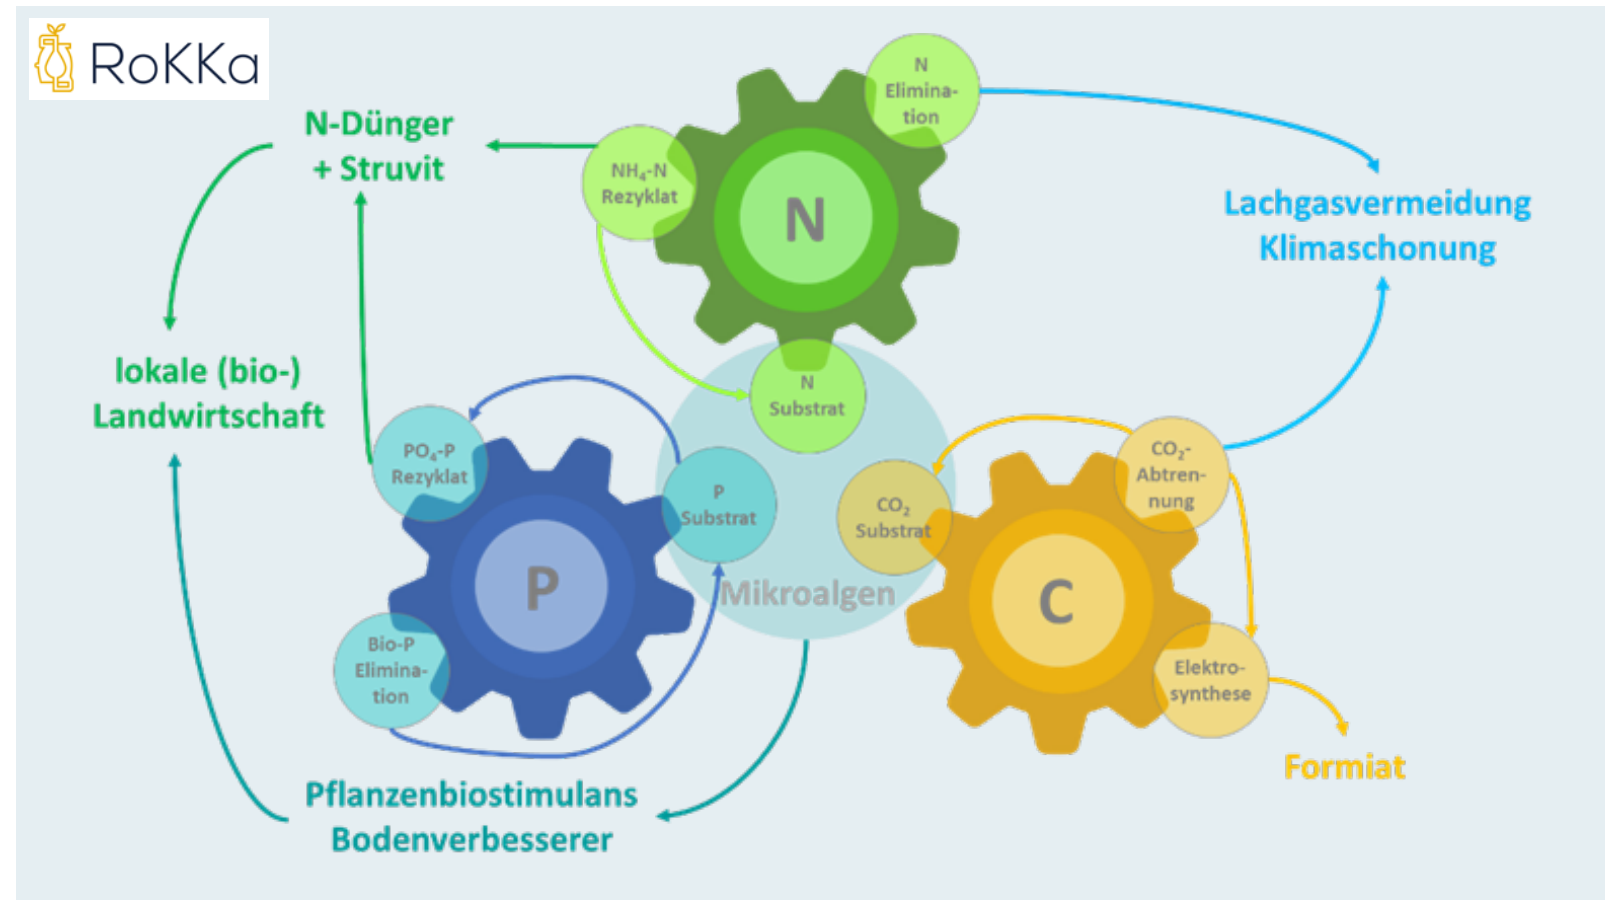 RoKKa
N-Dünger
+ Struvit
N
Elimina-
tion
NH₄-N
Rezyklat
N
Lachgasvermeidung
Klimaschonung
lokale (bio-)
Landwirtschaft
N
Substrat
PO₄-P
Rezyklat
P
Substrat
CO₂
Substrat
CO₂-
Abtren-
nung
P
Mikroalgen
C
Bio-P
Elimina-
tion
Elektro-
synthese
Formiat
Pflanzenbiostimulans
Bodenverbesserer